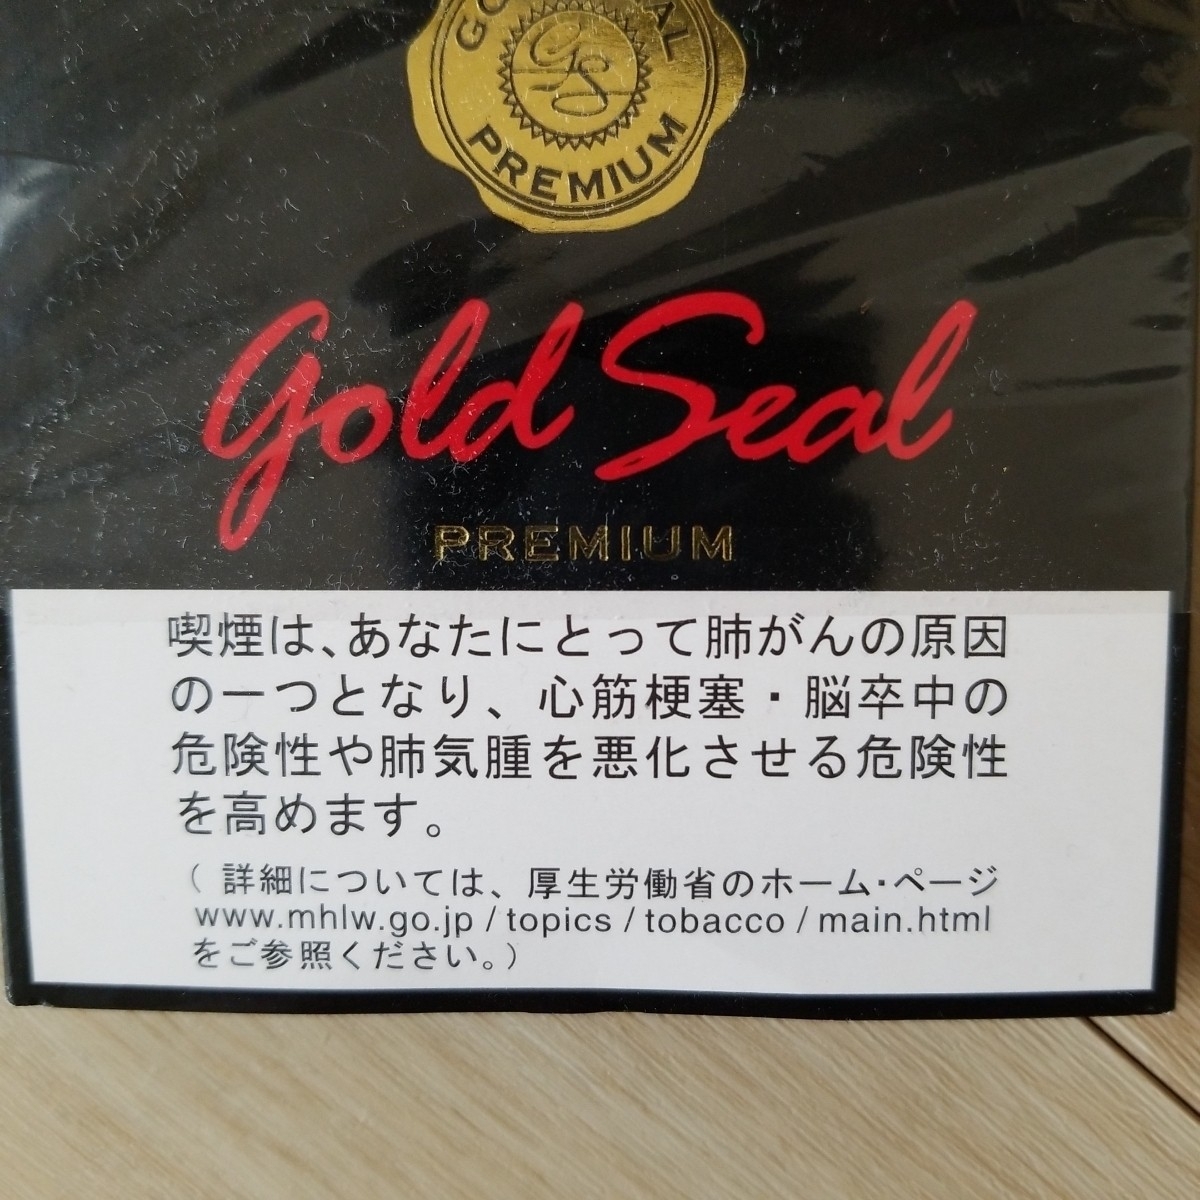 GS
PREMIUM
Gold Seal
PREMIUM
喫煙は、あなたにとって肺がんの原因
の一つとなり、心筋梗塞・脳卒中の
危険性や肺気腫を悪化させる危険性
を高めます。
（詳細については、厚生労働省のホーム・ページ
www.mhlw.go.jp / topics / tobacco / main.html
をご参照ください。）